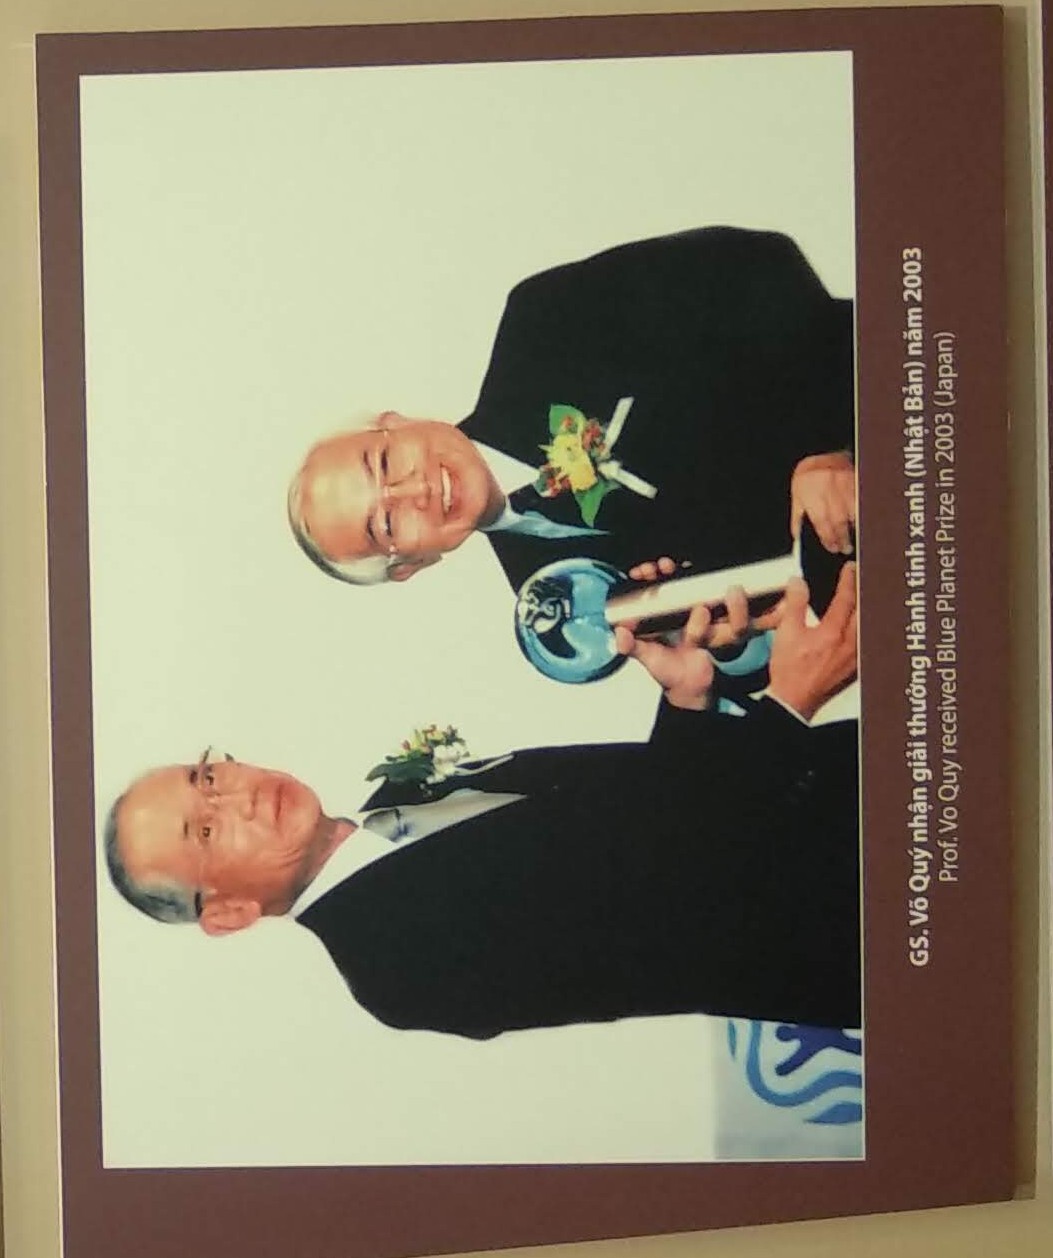 GS. Võ Quý nhận giải thưởng Hành tinh xanh (Nhật Bản) năm 2003
Prof. Vo Quy received Blue Planet Prize in 2003 (Japan)